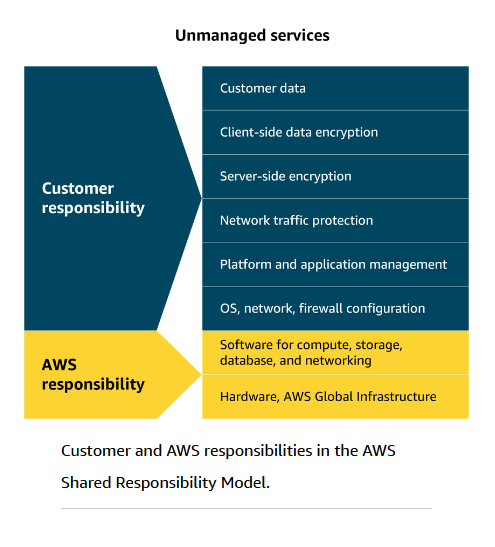 Unmanaged services
Customer
responsibility
Customer data
Client-side data encryption
Server-side encryption
Network traffic protection
Platform and application management
OS, network, firewall configuration
AWS
responsibility
Software for compute, storage,
database, and networking
Hardware, AWS Global Infrastructure
Customer and AWS responsibilities in the AWS
Shared Responsibility Model.